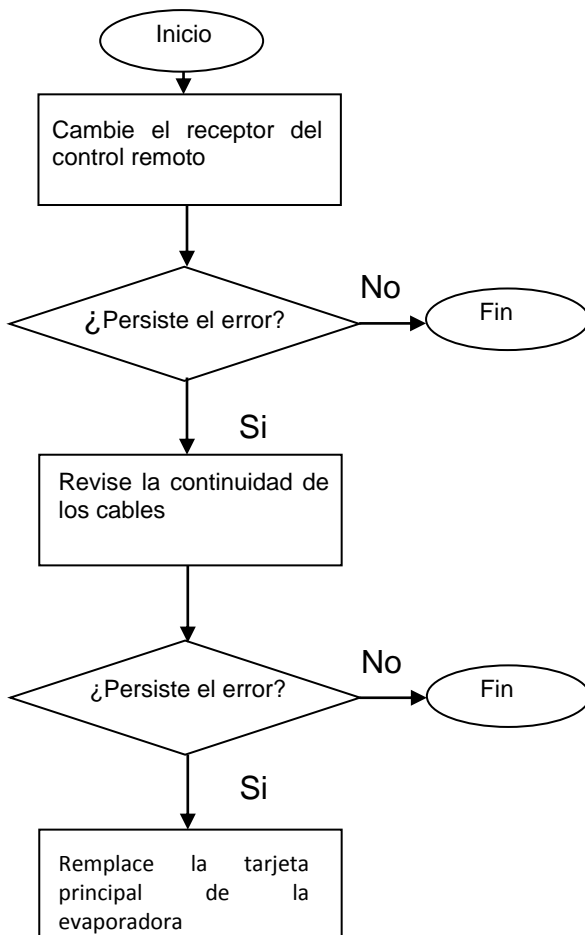 Inicio
Cambie el receptor del
control remoto
¿Persiste el error?
No
Fin
Si
Revise la continuidad de
los cables
¿Persiste el error?
No
Fin
Si
Remplace la tarjeta
principal de la
evaporadora